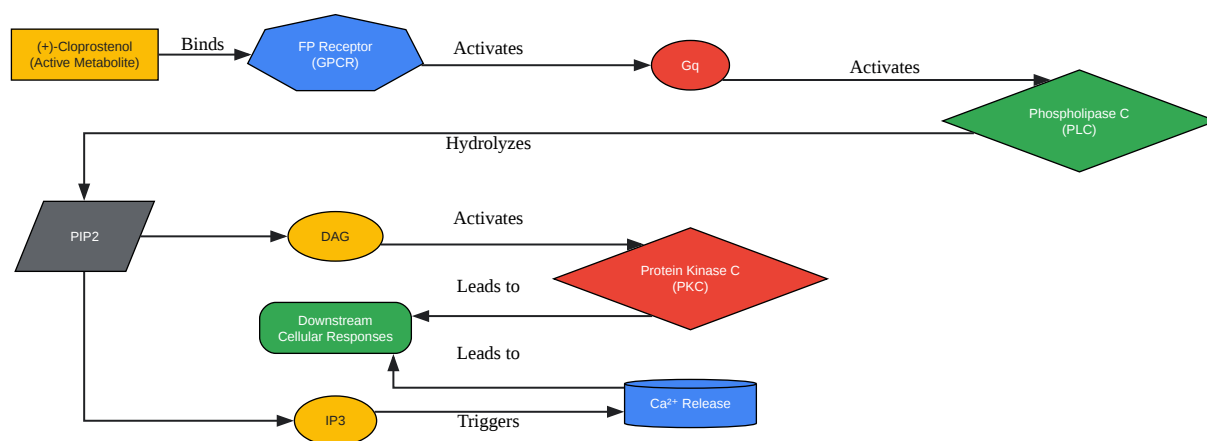 (+)-Cloprostenol
(Active Metabolite)
Binds
FP Receptor
(GPCR)
Activates
Gq
Activates
Phospholipase C
(PLC)
Hydrolyzes
PIP2
DAG
Activates
Protein Kinase C
(PKC)
Leads to
Downstream
Cellular Responses
Leads to
IP3
Triggers
Ca²⁺ Release